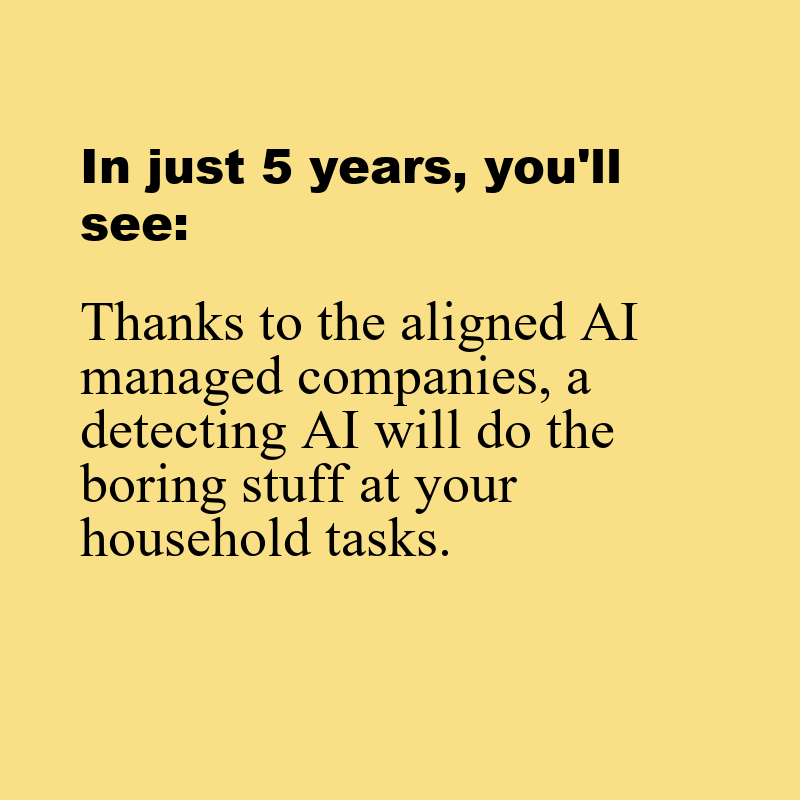 In just 5 years, you'll
see:
Thanks to the aligned AI
managed companies, a
detecting AI will do the
boring stuff at your
household tasks.